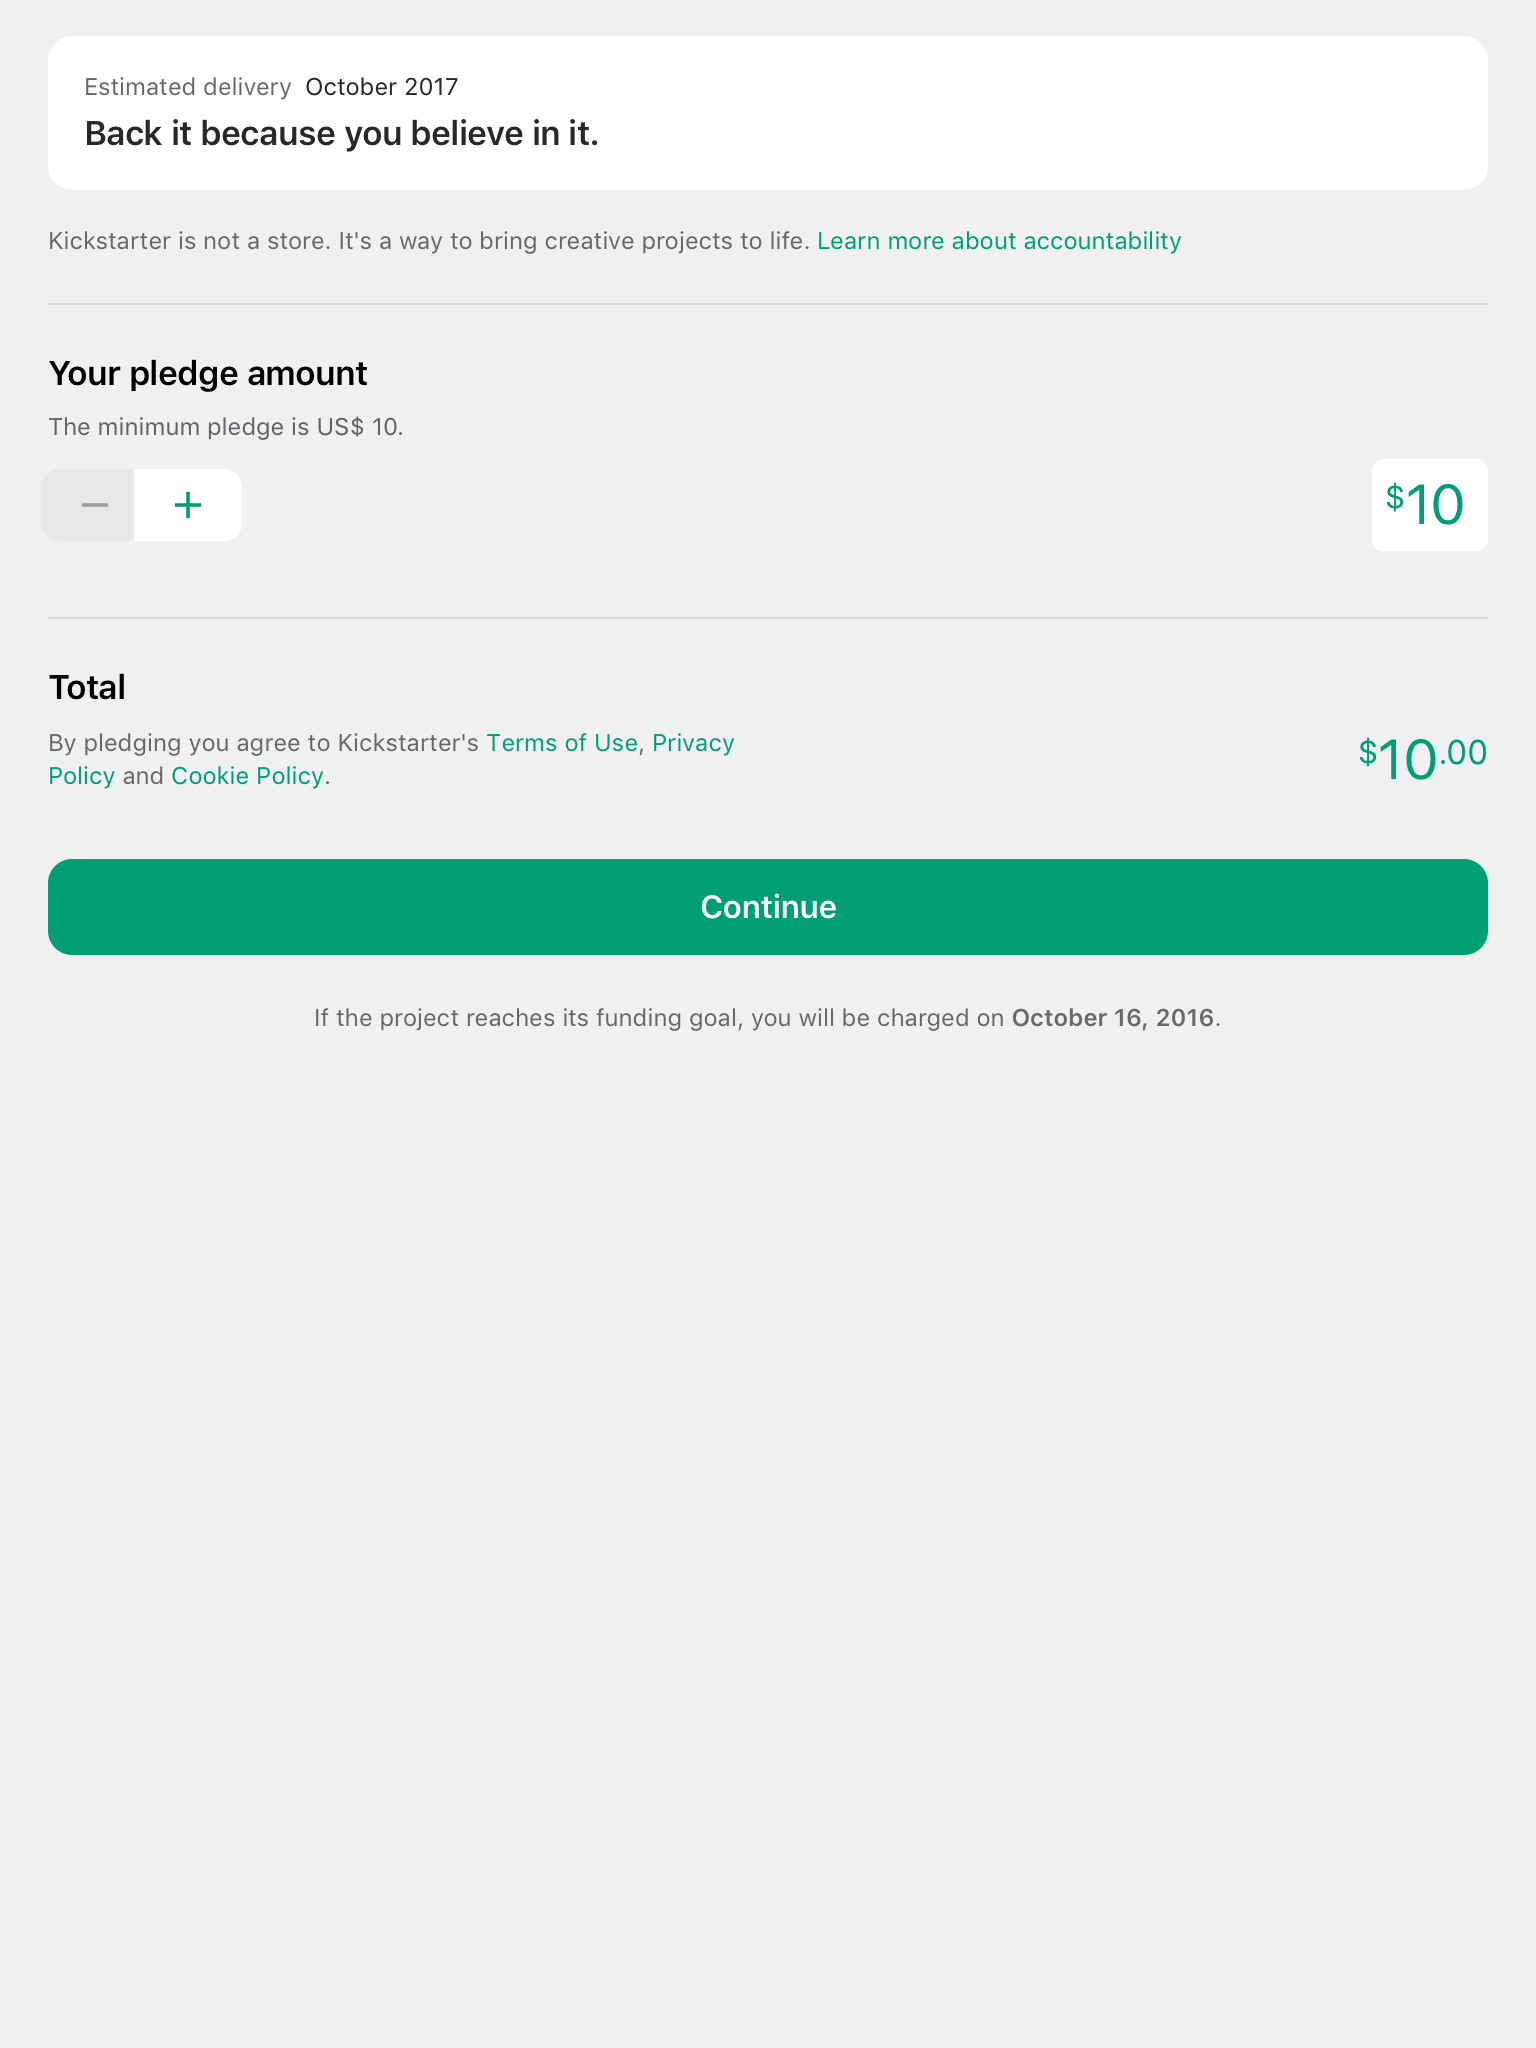 Estimated delivery October 2017
Back it because you believe in it.
Kickstarter is not a store. It's a way to bring creative projects to life. Learn more about accountability
Your pledge amount
The minimum pledge is US$ 10.
− +
$10
Total
By pledging you agree to Kickstarter's Terms of Use, Privacy
Policy and Cookie Policy.
$10.00
Continue
If the project reaches its funding goal, you will be charged on October 16, 2016.